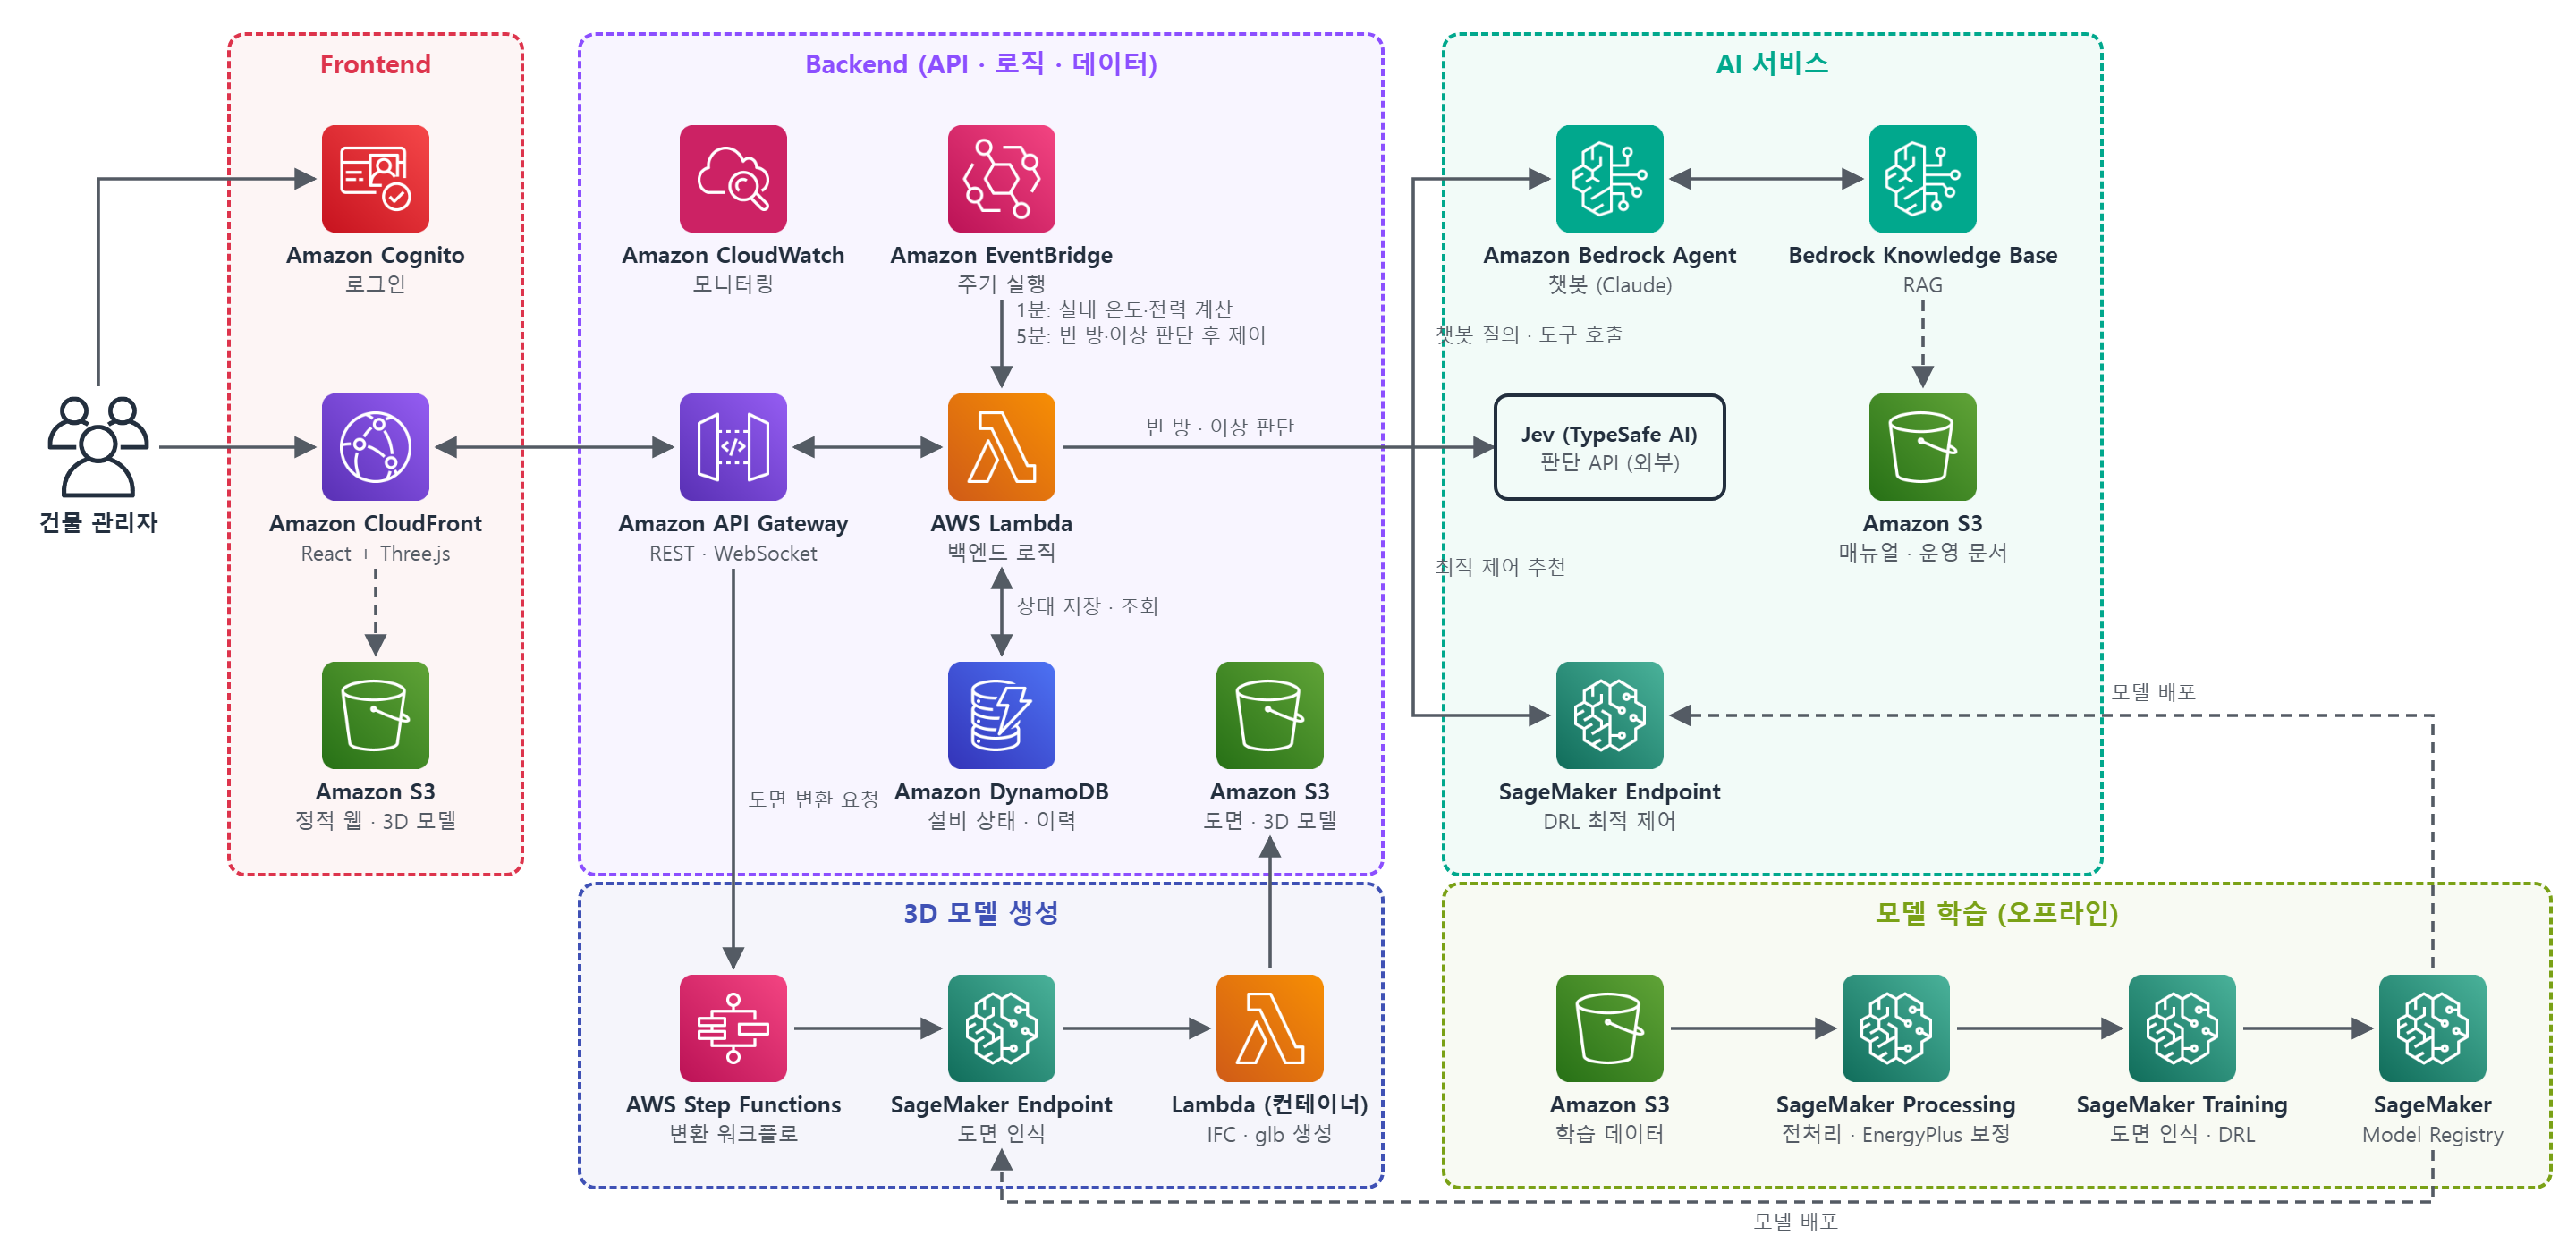 Frontend
Amazon Cognito
로그인
건물 관리자
Amazon CloudFront
React + Three.js
Amazon S3
정적 웹 · 3D 모델
Backend (API · 로직 · 데이터)
Amazon CloudWatch
모니터링
Amazon EventBridge
주기 실행
1분: 실내 온도·전력 계산
5분: 빈 방·이상 판단 후 제어
Amazon API Gateway
REST · WebSocket
AWS Lambda
백엔드 로직
빈 방 · 이상 판단
상태 저장 · 조회
도면 변환 요청
Amazon DynamoDB
설비 상태 · 이력
Amazon S3
도면 · 3D 모델
AI 서비스
Amazon Bedrock Agent
챗봇 (Claude)
Bedrock Knowledge Base
RAG
챗봇 질의 · 도구 호출
Jev (TypeSafe AI)
판단 API (외부)
Amazon S3
매뉴얼 · 운영 문서
최적 제어 추천
SageMaker Endpoint
DRL 최적 제어
모델 배포
3D 모델 생성
AWS Step Functions
변환 워크플로
SageMaker Endpoint
도면 인식
Lambda (컨테이너)
IFC · glb 생성
모델 학습 (오프라인)
Amazon S3
학습 데이터
SageMaker Processing
전처리 · EnergyPlus 보정
SageMaker Training
도면 인식 · DRL
SageMaker
Model Registry
모델 배포